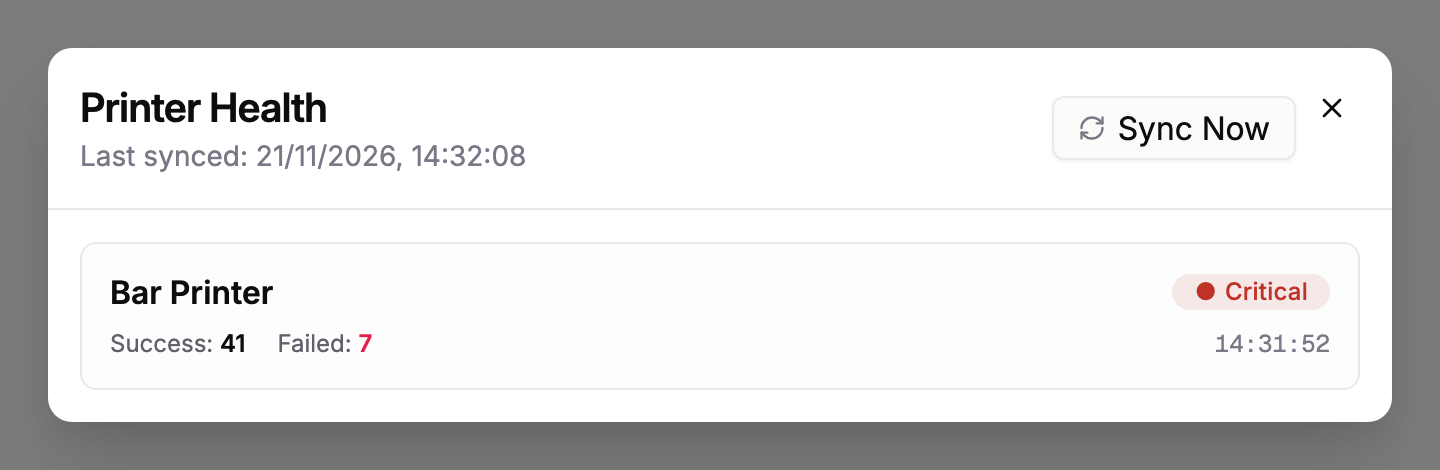 Printer Health
Sync Now
Last synced: 21/11/2026, 14:32:08
Bar Printer
Critical
Success: 41 Failed: 7
14:31:52